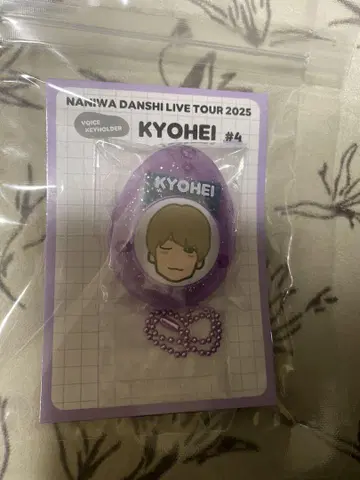 NANIWA DANSHI LIVE TOUR 2025
VOICE
KEYHOLDER
KYOHEI #4
KYOHEI